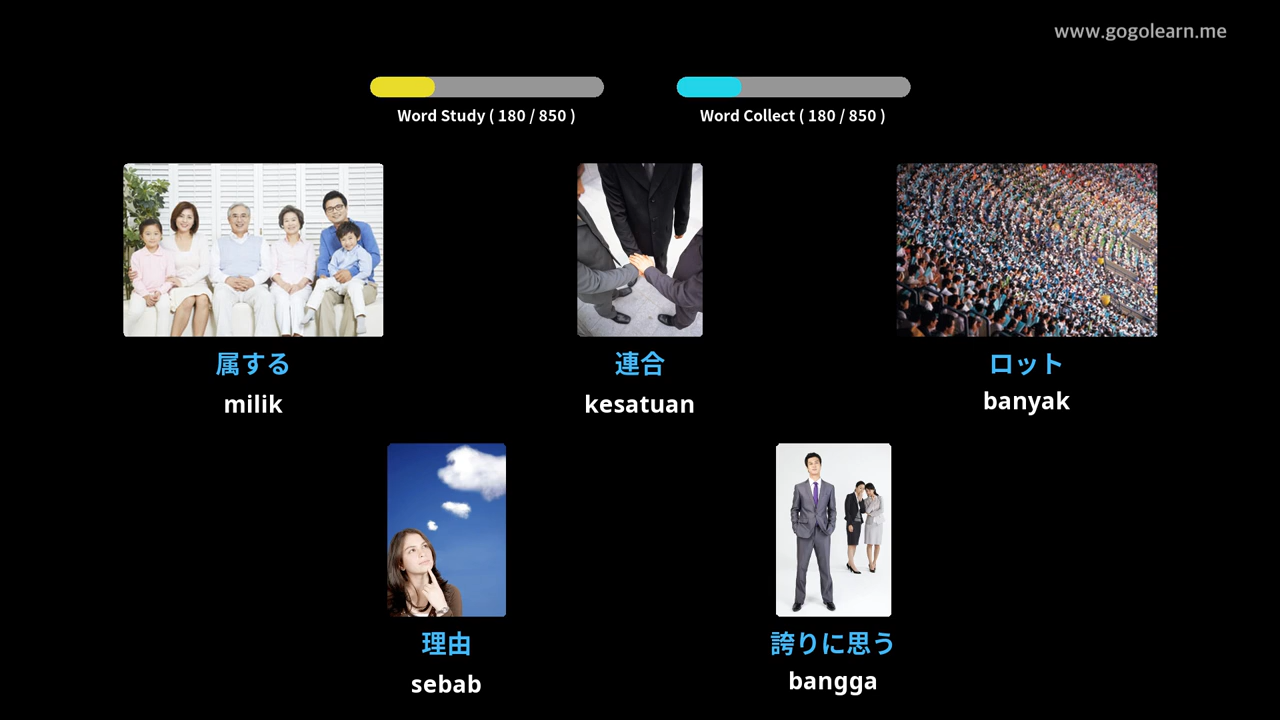 www.gogolearn.me
Word Study ( 180 / 850 )
Word Collect ( 180 / 850 )
属する
milik
連合
kesatuan
ロット
banyak
理由
sebab
誇りに思う
bangga